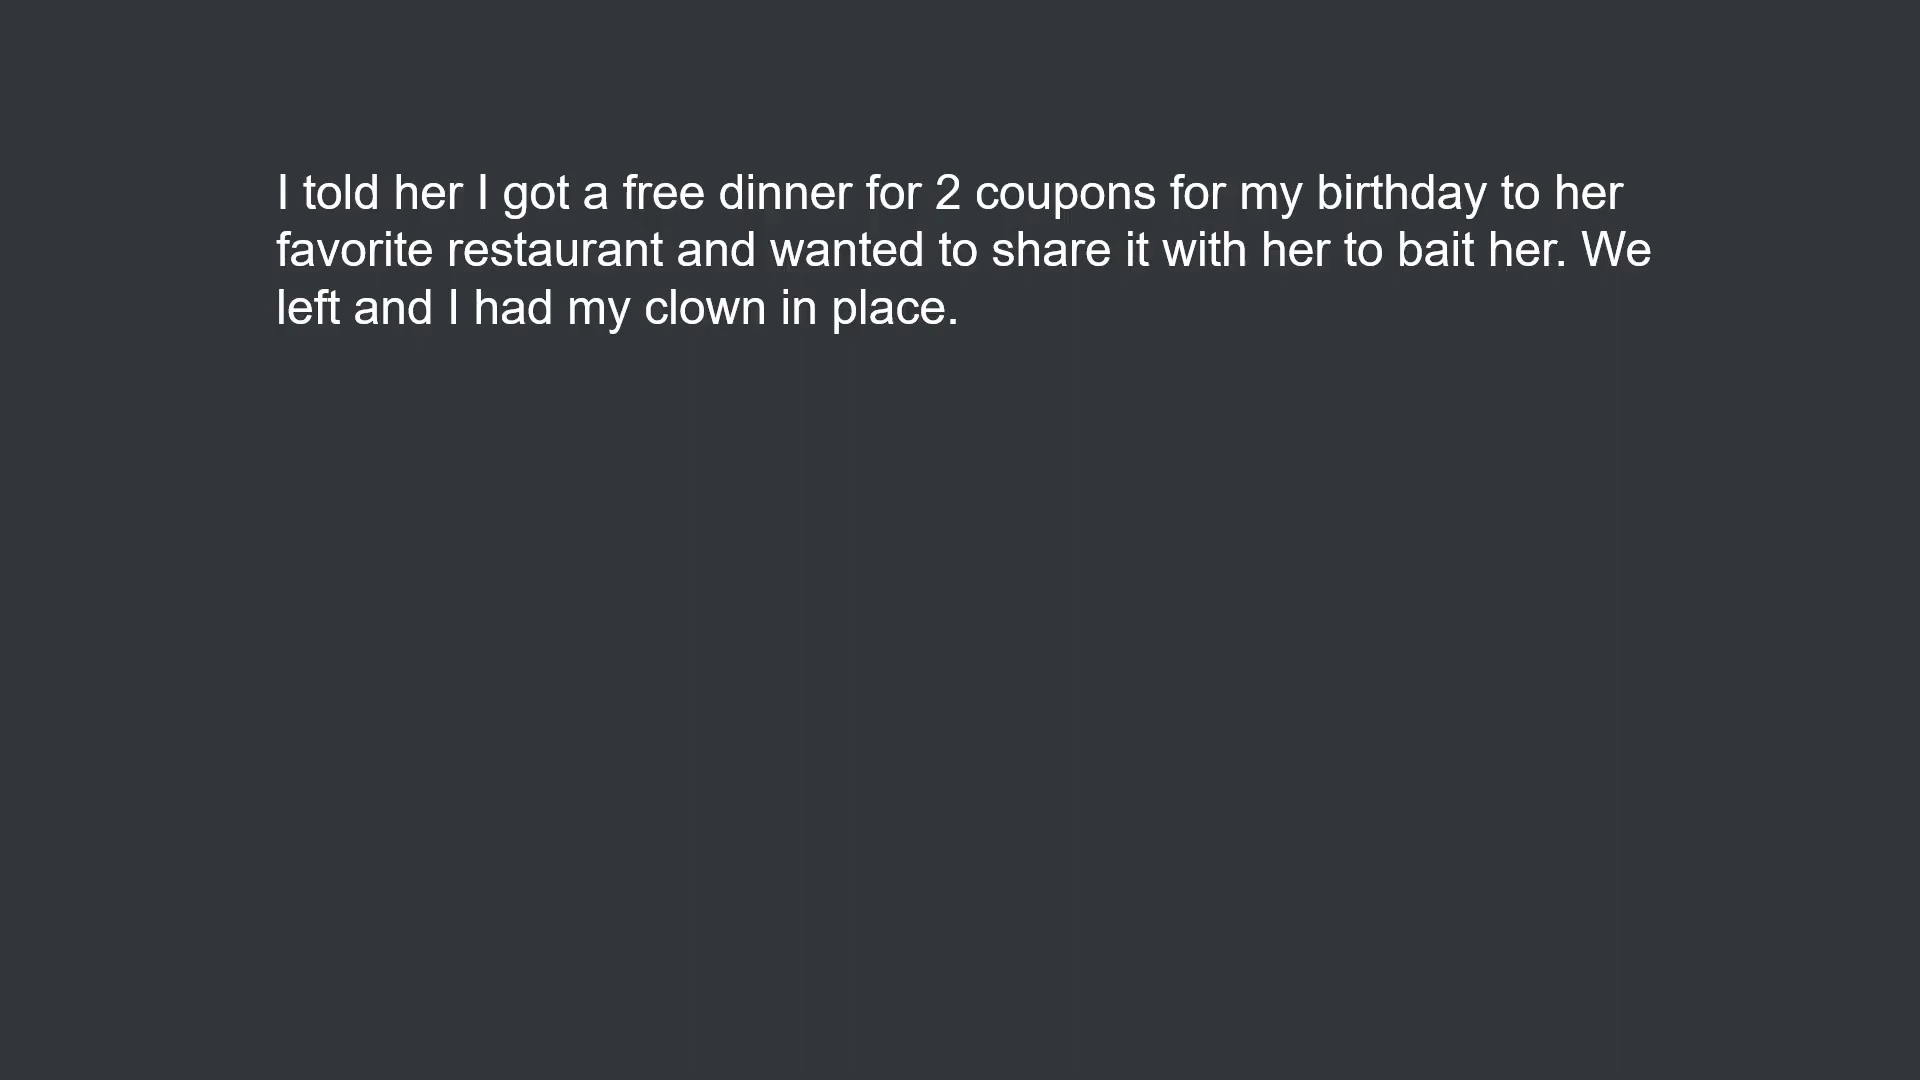 I told her I got a free dinner for 2 coupons for my birthday to her
favorite restaurant and wanted to share it with her to bait her. We
left and I had my clown in place.